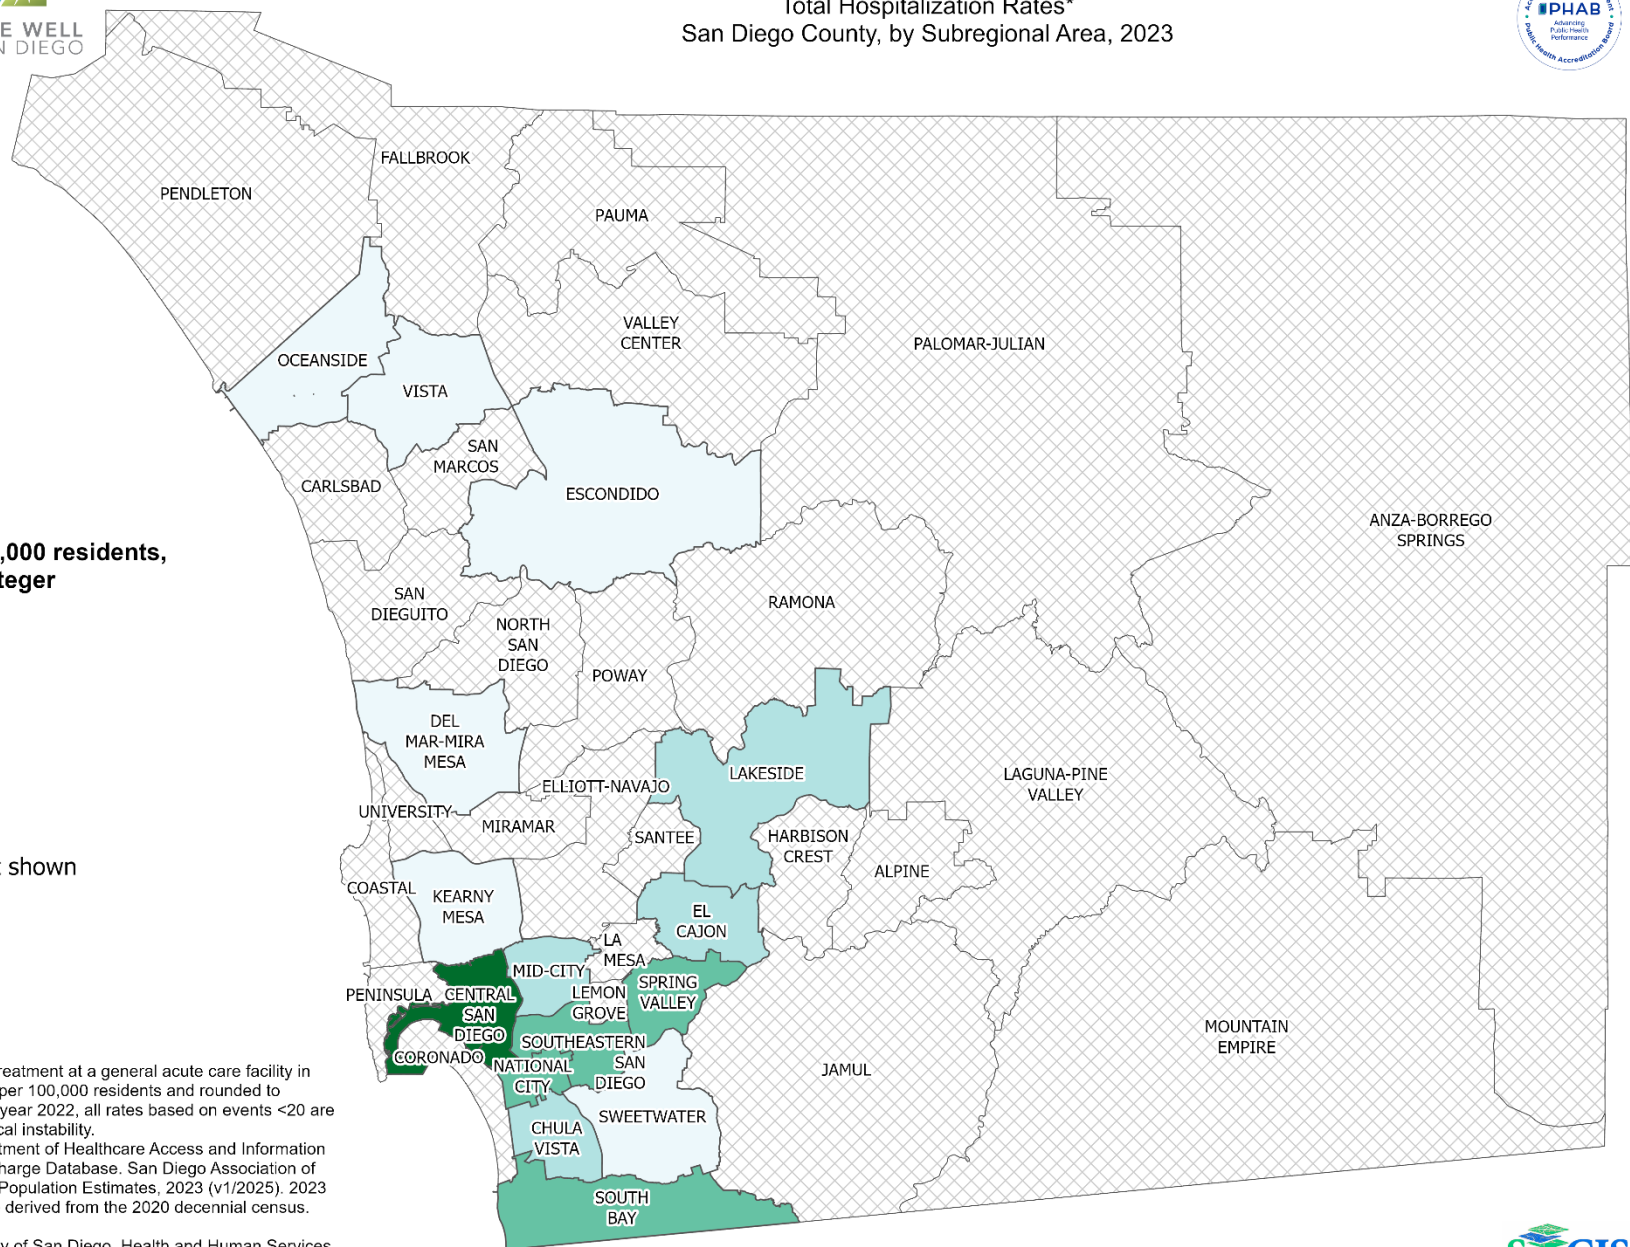 Total Hospitalization Rates*
San Diego County, by Subregional Area, 2023
E WELL
N DIEGO
PHAB
Advancing
Public Health
Performance
Public Health Accreditation Board
FALLBROOK
PENDLETON
PAUMA
VALLEY
CENTER
PALOMAR-JULIAN
OCEANSIDE
VISTA
SAN
MARCOS
CARLSBAD
ESCONDIDO
ANZA-BORREGO
SPRINGS
,000 residents,
teger
SAN
DIEGUITO
RAMONA
NORTH
SAN
DIEGO
POWAY
DEL
MAR-MIRA
MESA
LAKESIDE
LAGUNA-PINE
VALLEY
ELLIOTT-NAVAJO
UNIVERSITY
MIRAMAR
SANTEE
HARBISON
CREST
ALPINE
t shown
COASTAL
KEARNY
MESA
EL
CAJON
LA
MESA
MID-CITY
SPRING
VALLEY
PENINSULA
CENTRAL
SAN
DIEGO
LEMON
GROVE
MOUNTAIN
EMPIRE
SOUTHEASTERN
SAN
DIEGO
CORONADO
NATIONAL
CITY
JAMUL
SWEETWATER
CHULA
VISTA
SOUTH
BAY
reatment at a general acute care facility in
per 100,000 residents and rounded to
year 2022, all rates based on events <20 are
cal instability.
tment of Healthcare Access and Information
harge Database. San Diego Association of
Population Estimates, 2023 (v1/2025). 2023
derived from the 2020 decennial census.
y of San Diego, Health and Human Services